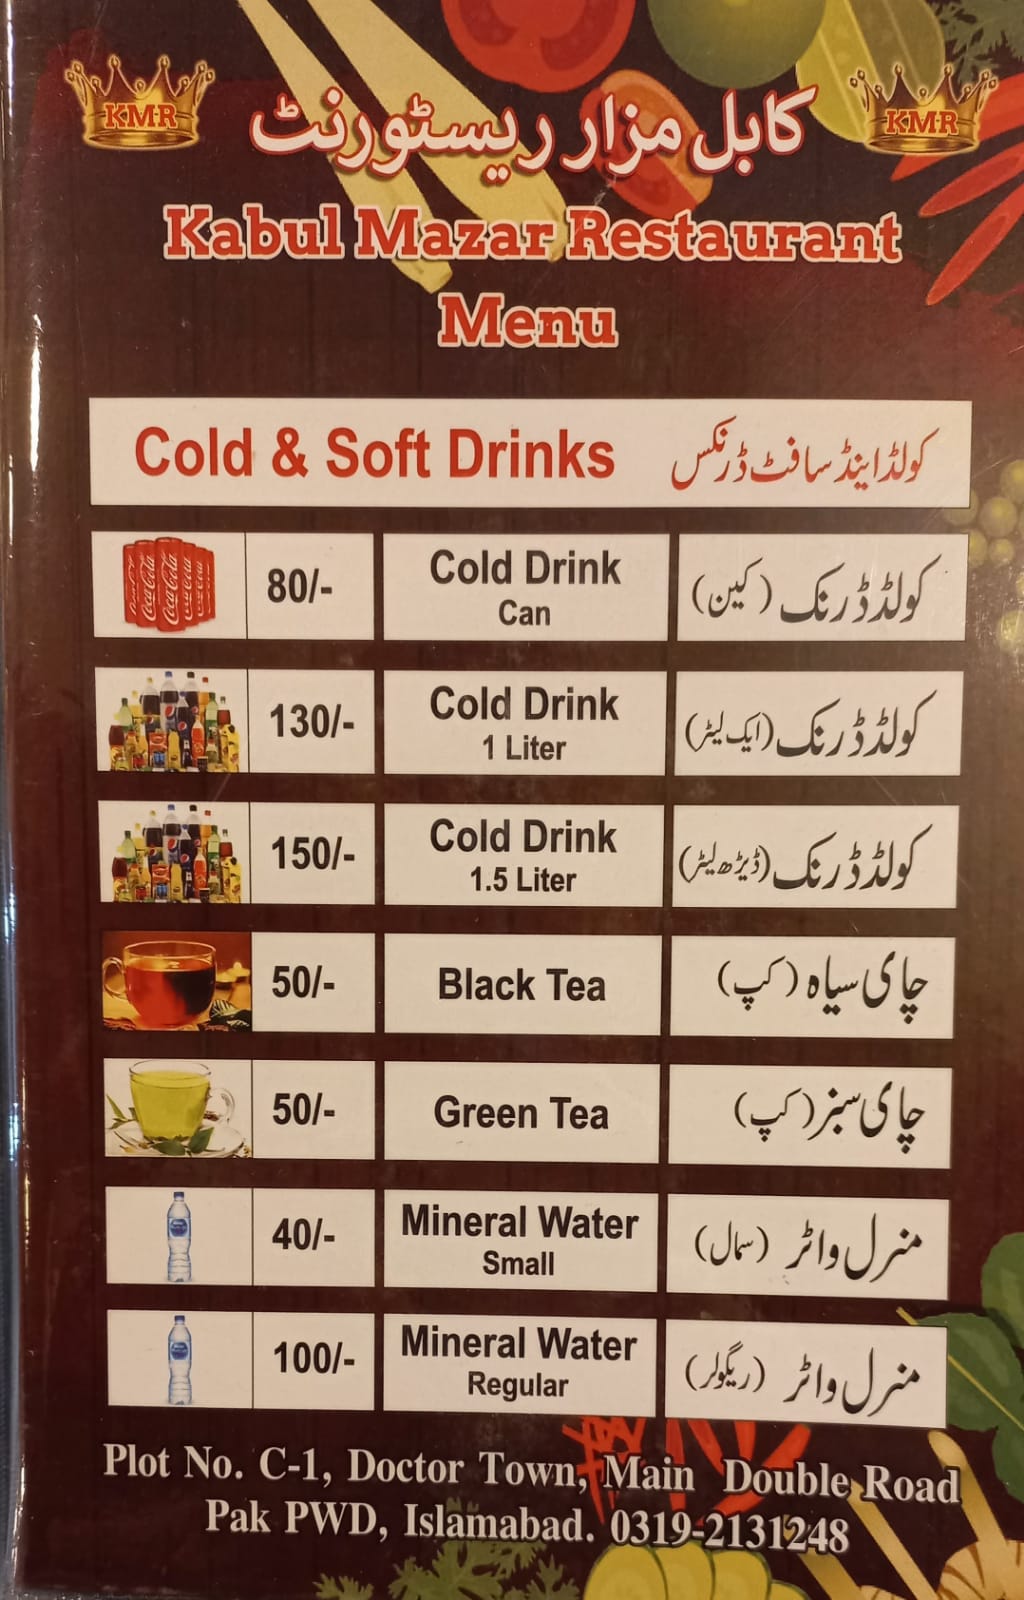 KMR
کابل مزار ریسٹورنٹ
KMR
Kabul Mazar Restaurant
Menu
Cold & Soft Drinks کولڈ اینڈ سافٹ ڈرنکس
80/- Cold Drink Can کولڈ ڈرنک (کین)
130/- Cold Drink 1 Liter کولڈ ڈرنک (ایک لیٹر)
150/- Cold Drink 1.5 Liter کولڈ ڈرنک (ڈیڑھ لیٹر)
50/- Black Tea چای سیاہ (کپ)
50/- Green Tea چای سبز (کپ)
40/- Mineral Water Small منرل واٹر (سمال)
100/- Mineral Water Regular منرل واٹر (ریگولر)
Plot No. C-1, Doctor Town, Main Double Road
Pak PWD, Islamabad. 0319-2131248